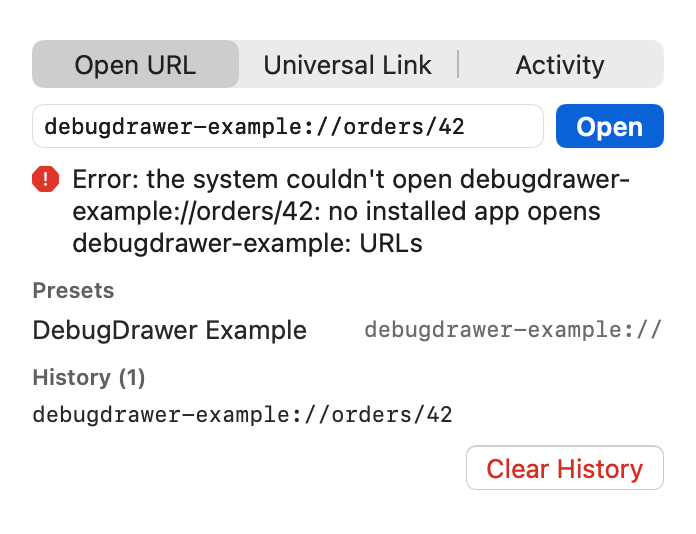 Open URL
Universal Link
Activity
debugdrawer-example://orders/42
Open
Error: the system couldn't open debugdrawer-
example://orders/42: no installed app opens
debugdrawer-example: URLs
Presets
DebugDrawer Example
debugdrawer-example://
History (1)
debugdrawer-example://orders/42
Clear History